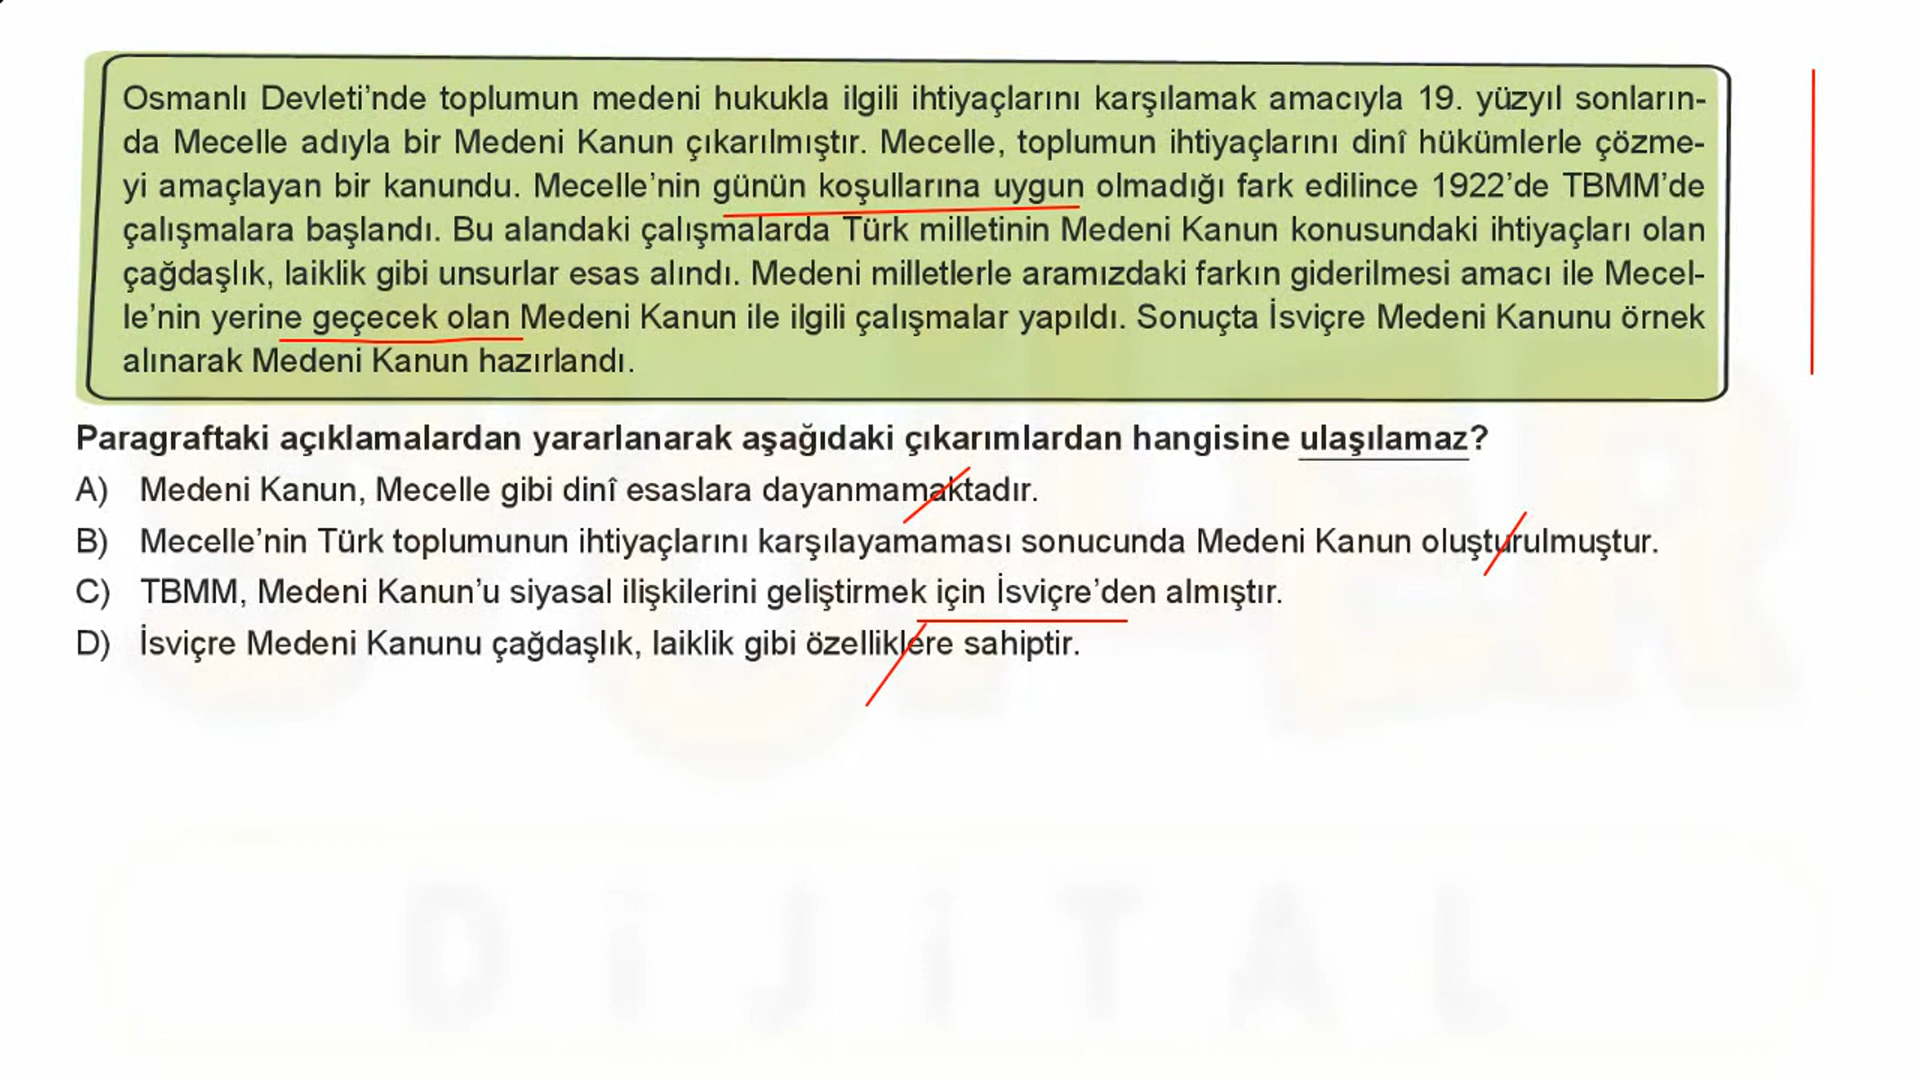 Osmanlı Devleti’nde toplumun medeni hukukla ilgili ihtiyaçlarını karşılamak amacıyla 19. yüzyıl sonların-
da Mecelle adıyla bir Medeni Kanun çıkarılmıştır. Mecelle, toplumun ihtiyaçlarını dinî hükümlerle çözme-
yi amaçlayan bir kanundu. Mecelle’nin günün koşullarına uygun olmadığı fark edilince 1922’de TBMM’de
çalışmalara başlandı. Bu alandaki çalışmalarda Türk milletinin Medeni Kanun konusundaki ihtiyaçları olan
çağdaşlık, laiklik gibi unsurlar esas alındı. Medeni milletlerle aramızdaki farkın giderilmesi amacı ile Mecel-
le’nin yerine geçecek olan Medeni Kanun ile ilgili çalışmalar yapıldı. Sonuçta İsviçre Medeni Kanunu örnek
alınarak Medeni Kanun hazırlandı.
Paragraftaki açıklamalardan yararlanarak aşağıdaki çıkarımlardan hangisine ulaşılamaz?
A) Medeni Kanun, Mecelle gibi dinî esaslara dayanmamaktadır.
B) Mecelle’nin Türk toplumunun ihtiyaçlarını karşılayamaması sonucunda Medeni Kanun oluşturulmuştur.
C) TBMM, Medeni Kanun’u siyasal ilişkilerini geliştirmek için İsviçre’den almıştır.
D) İsviçre Medeni Kanunu çağdaşlık, laiklik gibi özelliklere sahiptir.
DİJİTAL